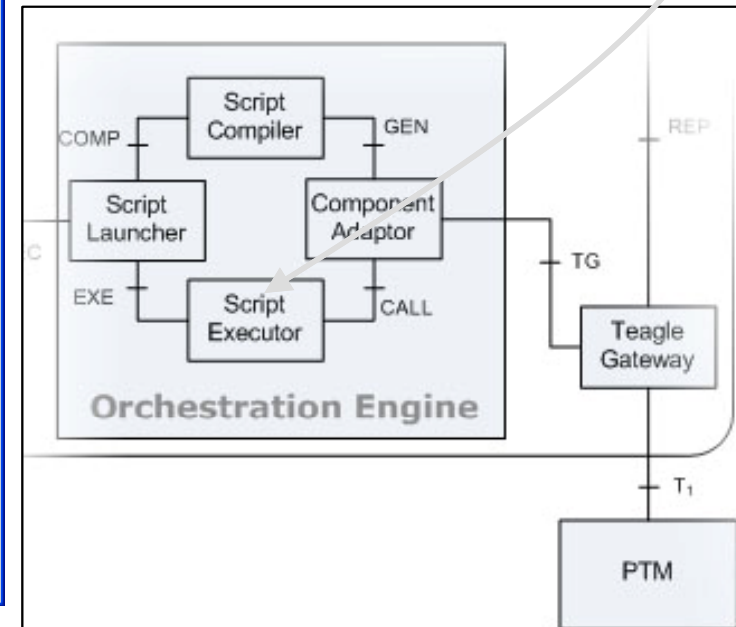 Script
Compiler
COMP
GEN
REP
Script
Launcher
Component
Adaptor
C
TG
EXE
CALL
Script
Executor
Teagle
Gateway
Orchestration Engine
T₁
PTM